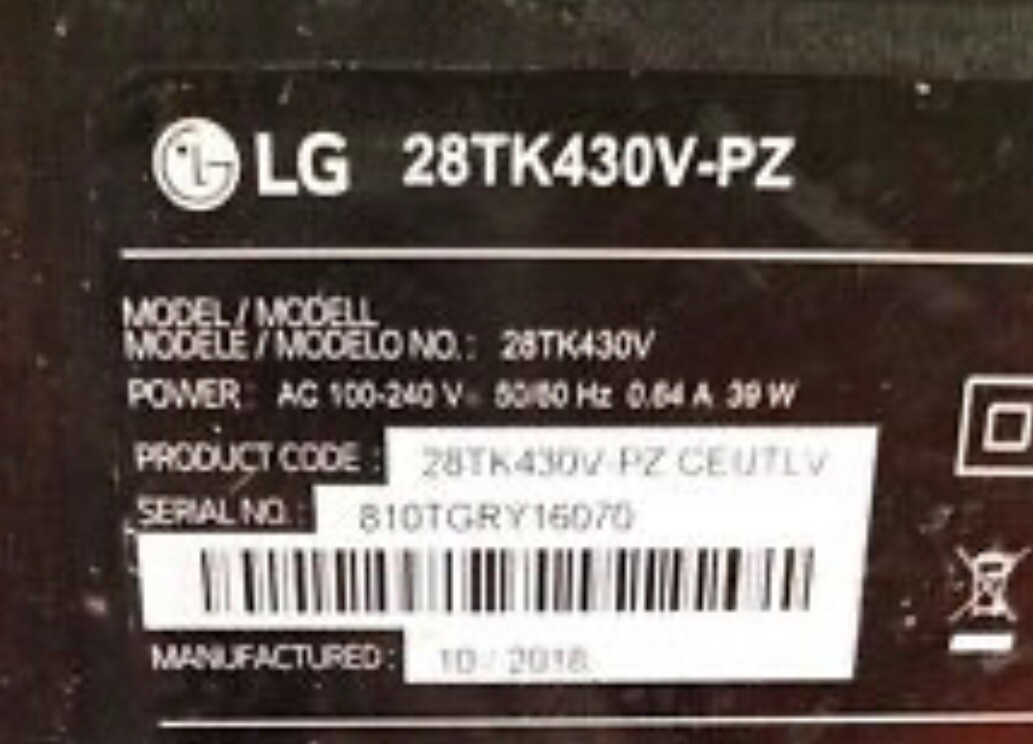 LG 28TK430V-PZ
MODEL / MODELL
MODÈLE / MODELO NO. : 28TK430V
POWER : AC 100-240 V~ 50/60 Hz 0.64 A 39 W
PRODUCT CODE : 28TK430V-PZ CEUTLV
SERIAL NO. : 810TGRY16070
MANUFACTURED : 10 / 2018